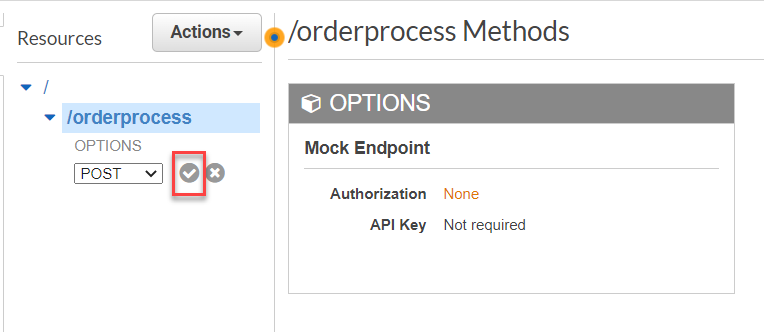 Resources
Actions
/
/orderprocess
OPTIONS
POST
/orderprocess Methods
OPTIONS
Mock Endpoint
Authorization None
API Key Not required